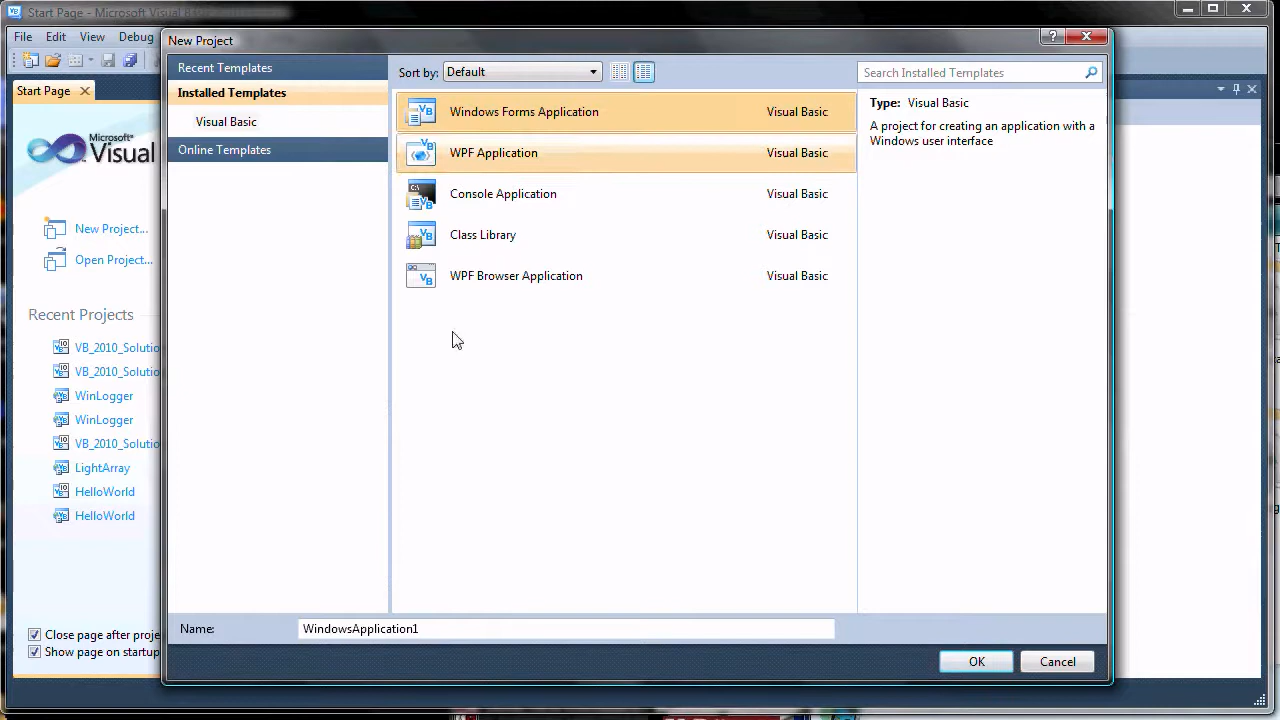 Start Page - Microsoft Visual Basic
New Project
File Edit View Debug
Recent Templates
Sort by: Default
Search Installed Templates
Start Page
Installed Templates
Visual Basic
Online Templates
Windows Forms Application Visual Basic
WPF Application Visual Basic
Console Application Visual Basic
Class Library Visual Basic
WPF Browser Application Visual Basic
Type: Visual Basic
A project for creating an application with a
Windows user interface
Microsoft®
Visual
New Project...
Open Project...
Recent Projects
VB_2010_Solutio
VB_2010_Solutio
WinLogger
WinLogger
VB_2010_Solutio
LightArray
HelloWorld
HelloWorld
Close page after proje
Show page on startup
Name: WindowsApplication1
OK Cancel